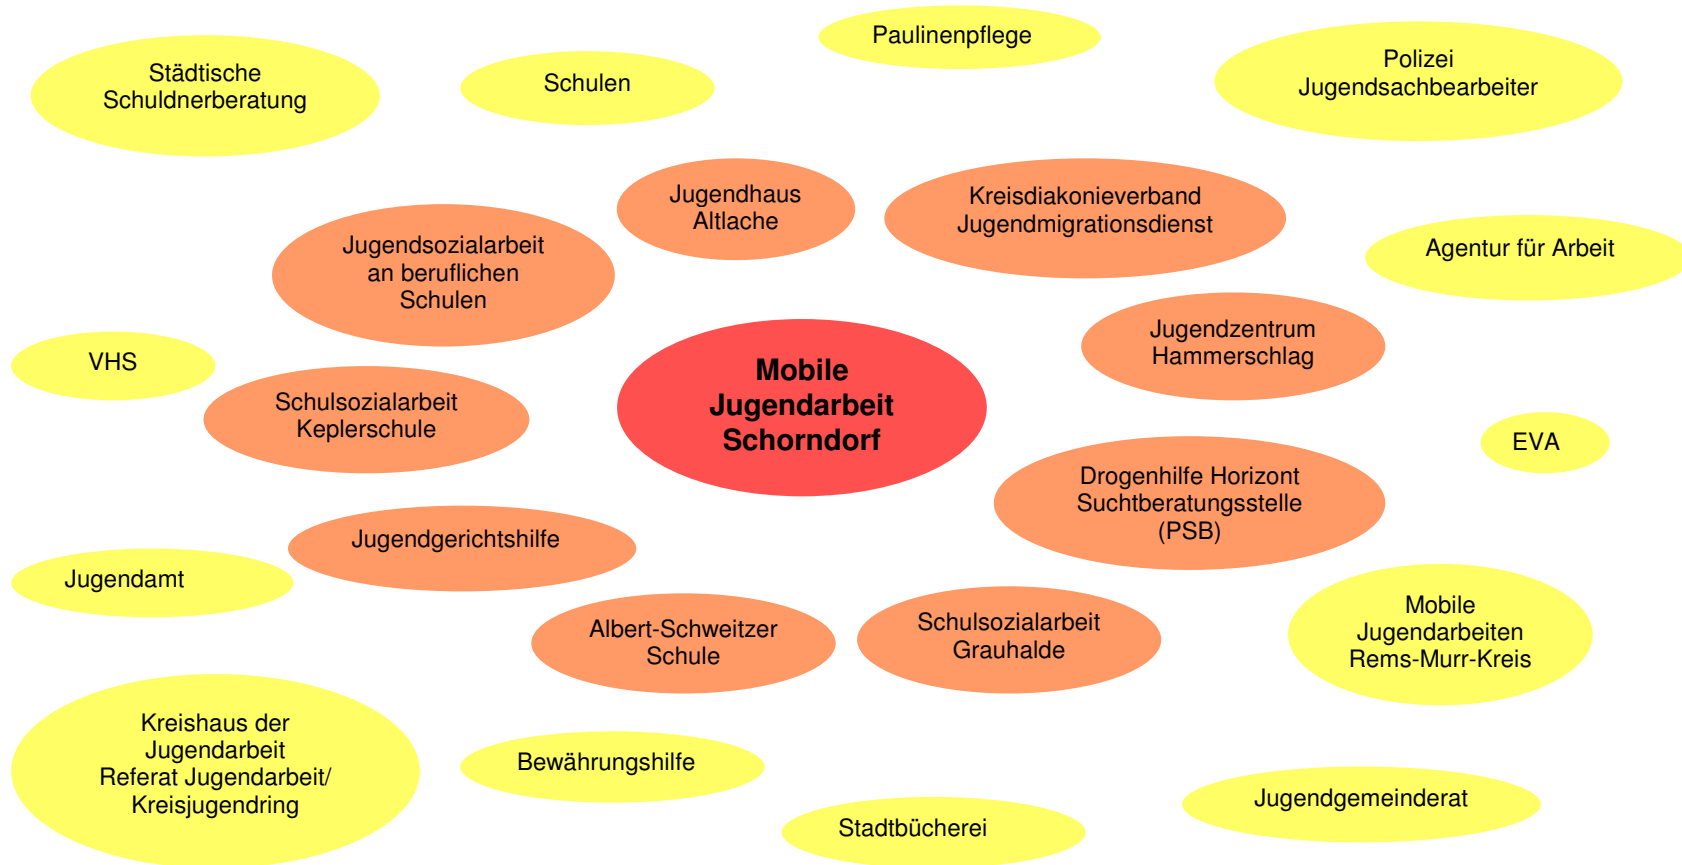 Paulinenpflege
Städtische
Schuldnerberatung
Schulen
Polizei
Jugendsachbearbeiter
Jugendhaus
Altlache
Kreisdiakonieverband
Jugendmigrationsdienst
Jugendsozialarbeit
an beruflichen
Schulen
Agentur für Arbeit
Jugendzentrum
Hammerschlag
VHS
Mobile
Jugendarbeit
Schorndorf
Schulsozialarbeit
Keplerschule
EVA
Drogenhilfe Horizont
Suchtberatungsstelle
(PSB)
Jugendgerichtshilfe
Jugendamt
Albert-Schweitzer
Schule
Schulsozialarbeit
Grauhalde
Mobile
Jugendarbeiten
Rems-Murr-Kreis
Kreishaus der
Jugendarbeit
Referat Jugendarbeit/
Kreisjugendring
Bewährungshilfe
Stadtbücherei
Jugendgemeinderat